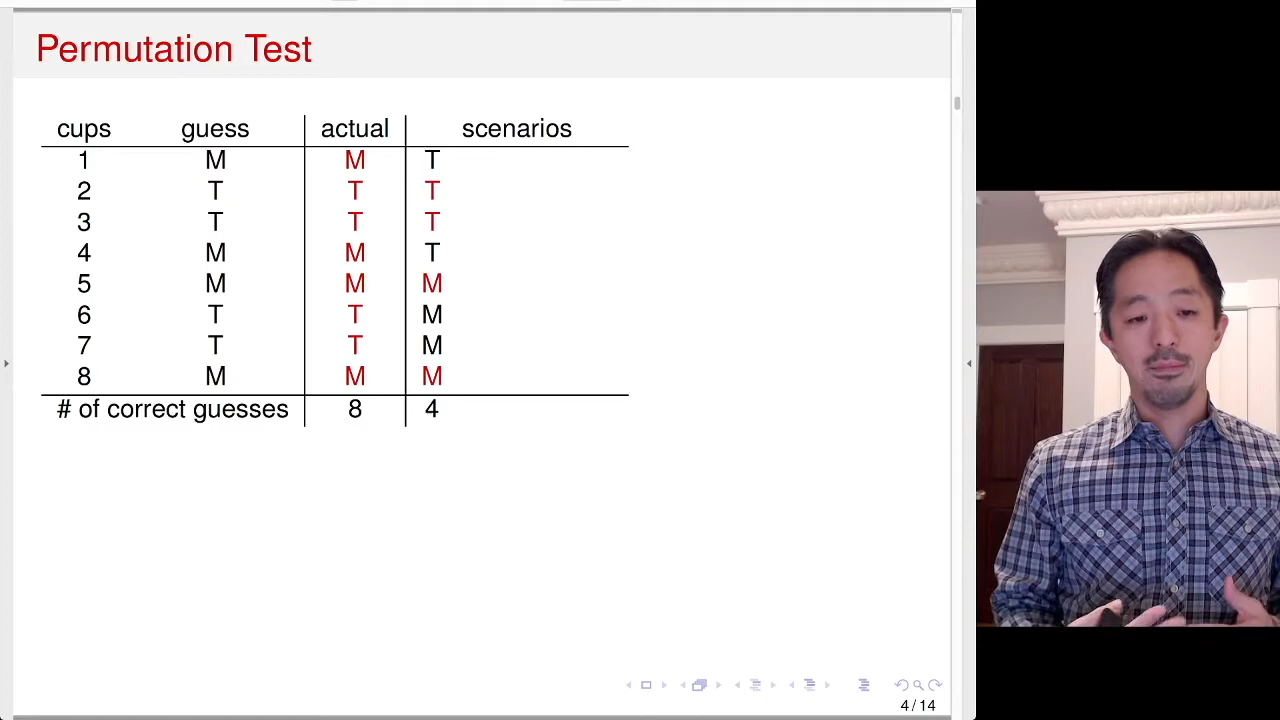 Permutation Test
cups guess actual scenarios
1 M M T
2 T T T
3 T T T
4 M M T
5 M M M
6 T T M
7 T T M
8 M M M
# of correct guesses 8 4
4 / 14